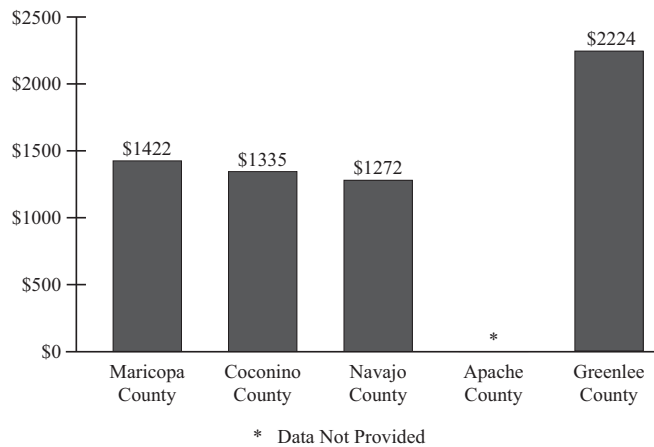 $2500
$2000
$1500
$1000
$500
$0
$1422
$1335
$1272
*
$2224
Maricopa County
Coconino County
Navajo County
Apache County
Greenlee County
* Data Not Provided